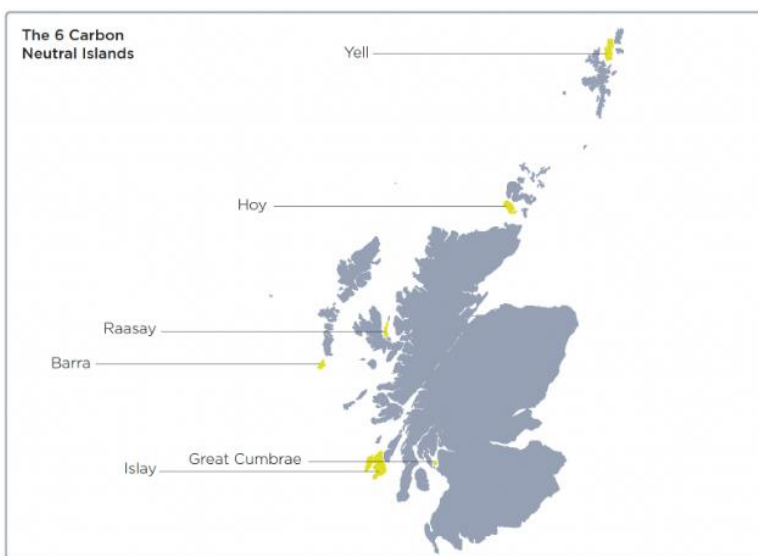 The 6 Carbon
Neutral Islands
Yell
Hoy
Raasay
Barra
Great Cumbrae
Islay